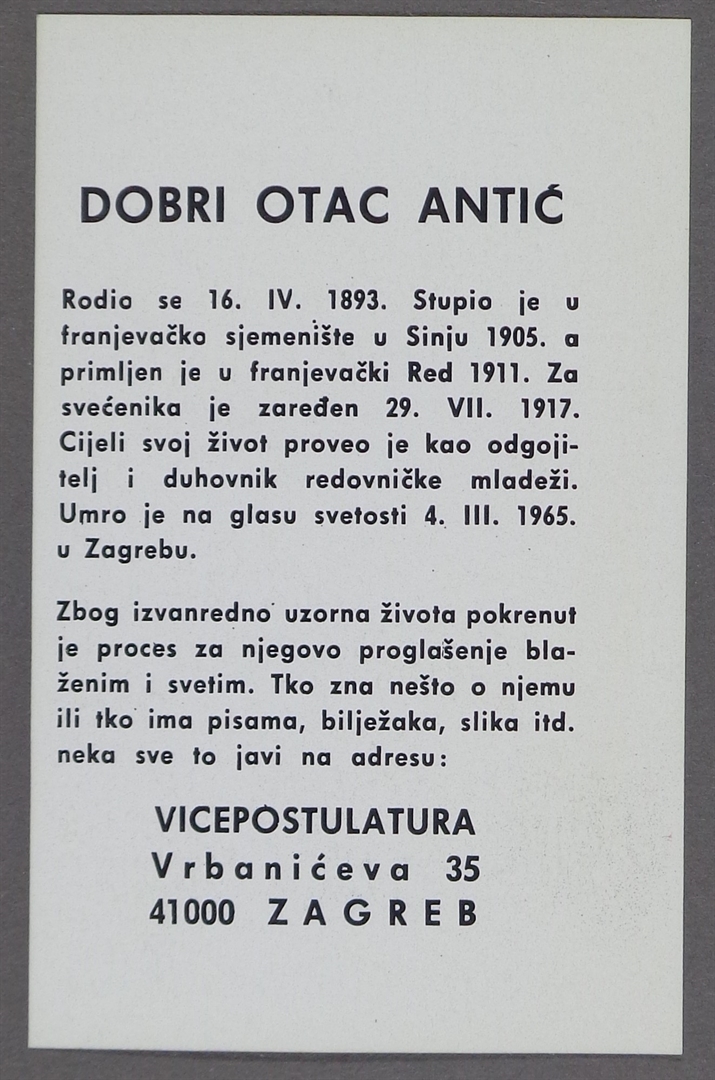 DOBRI OTAC ANTIĆ
Rodio se 16. IV. 1893. Stupio je u
franjevačko sjemenište u Sinju 1905. a
primljen je u franjevački Red 1911. Za
svećenika je zaređen 29. VII. 1917.
Cijeli svoj život proveo je kao odgoji-
telj i duhovnik redovničke mladeži.
Umro je na glasu svetosti 4. III. 1965.
u Zagrebu.
Zbog izvanredno uzorna života pokrenut
je proces za njegovo proglašenje bla-
ženim i svetim. Tko zna nešto o njemu
ili tko ima pisama, bilježaka, slika itd.
neka sve to javi na adresu:
VICEPOSTULATURA
Vrbanićeva 35
41000 ZAGREB